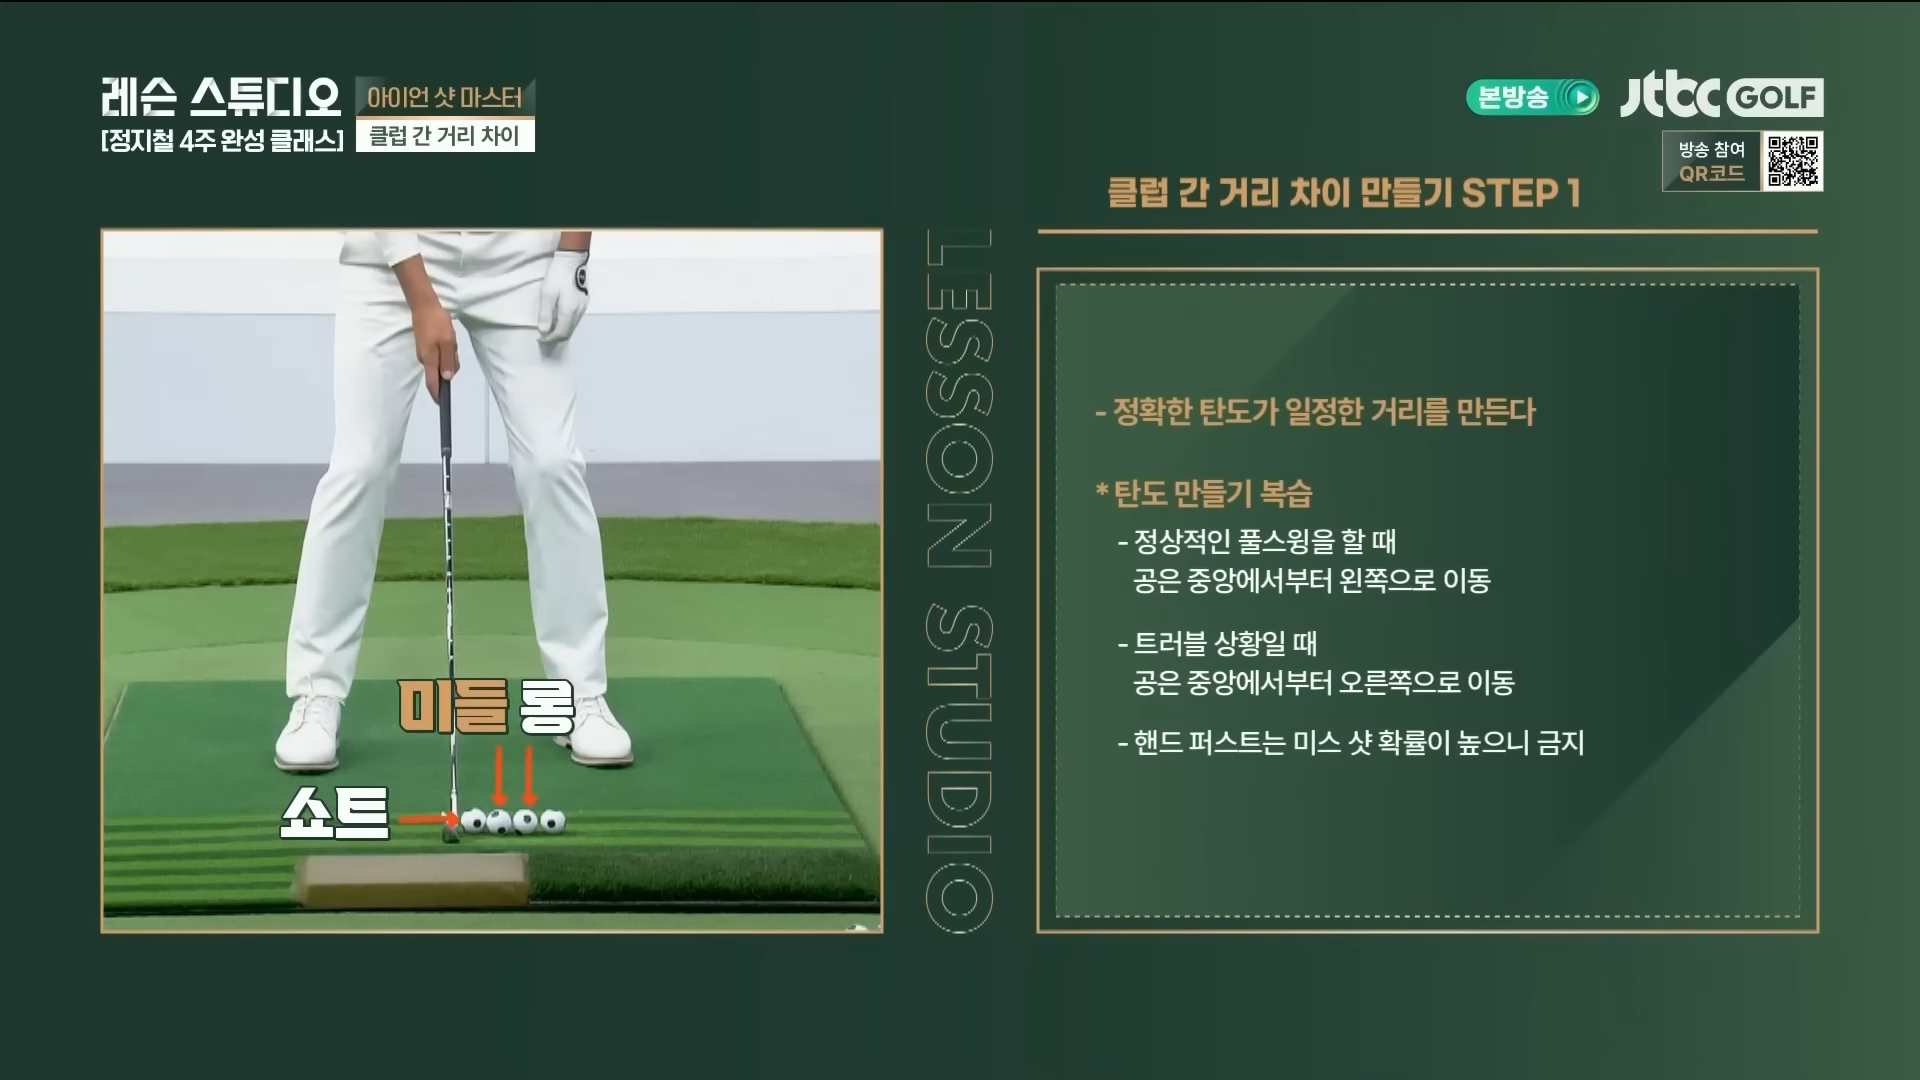 레슨 스튜디오
[정지철 4주 완성 클래스]
아이언 샷 마스터
클럽 간 거리 차이
본방송
Jtbc GOLF
방송 참여
QR코드
클럽 간 거리 차이 만들기 STEP 1
미들 롱
쇼트
LESSON STUDIO
- 정확한 탄도가 일정한 거리를 만든다
* 탄도 만들기 복습
- 정상적인 풀스윙을 할 때
공은 중앙에서부터 왼쪽으로 이동
- 트러블 상황일 때
공은 중앙에서부터 오른쪽으로 이동
- 핸드 퍼스트는 미스 샷 확률이 높으니 금지